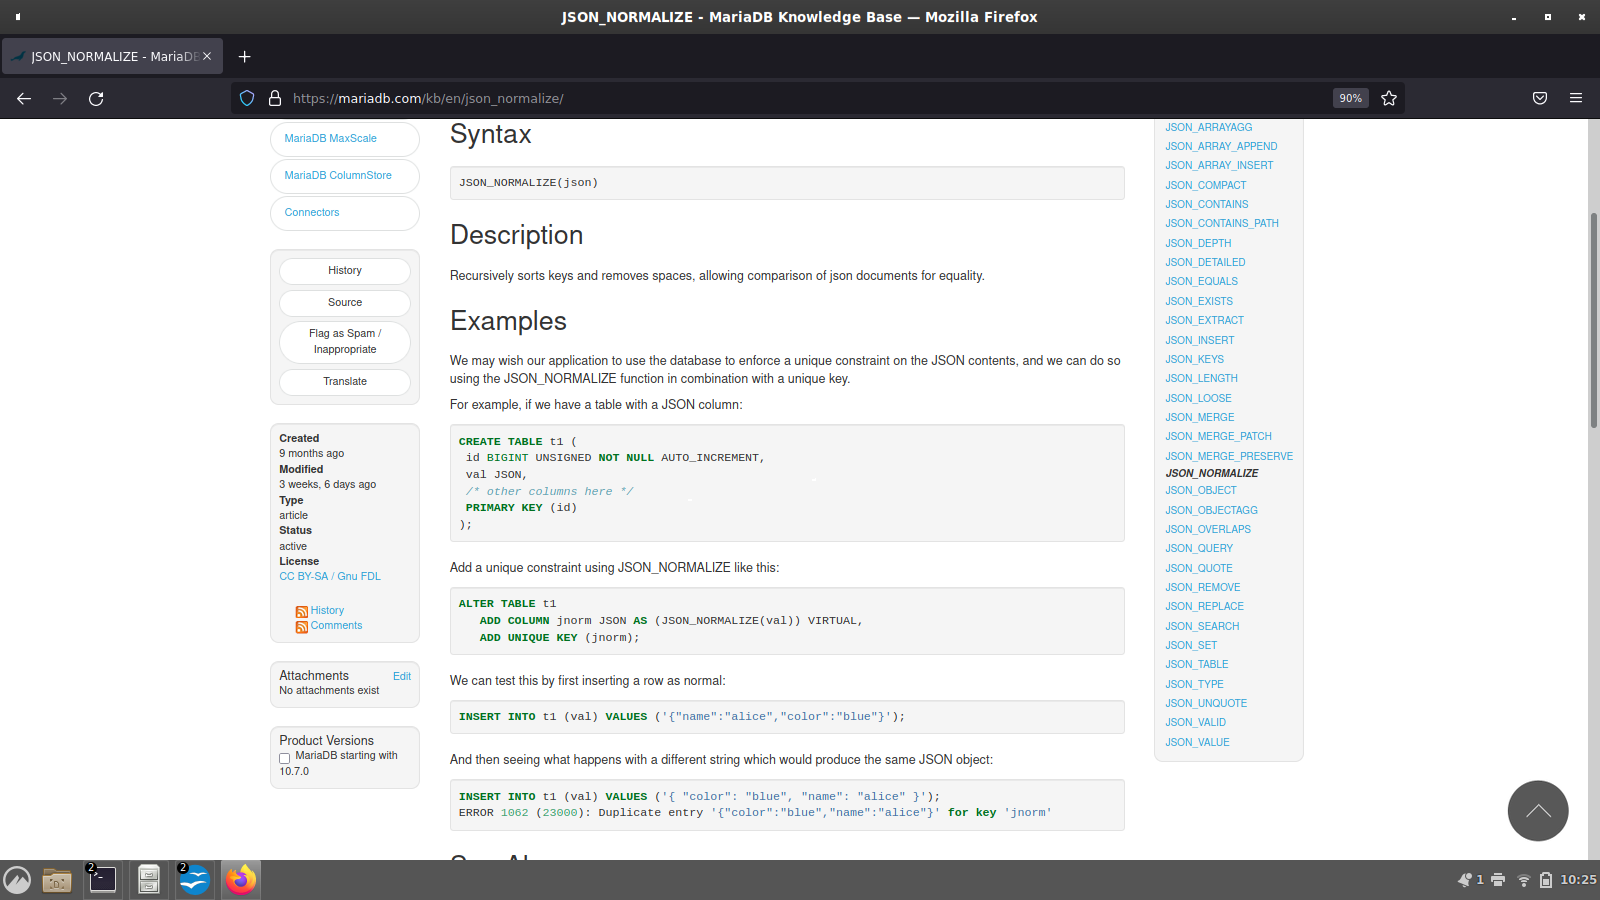 JSON_NORMALIZE - MariaDB Knowledge Base — Mozilla Firefox
JSON_NORMALIZE - MariaDB
https://mariadb.com/kb/en/json_normalize/
90%
MariaDB MaxScale
MariaDB ColumnStore
Connectors
History
Source
Flag as Spam /
Inappropriate
Translate
Created
9 months ago
Modified
3 weeks, 6 days ago
Type
article
Status
active
License
CC BY-SA / Gnu FDL
History
Comments
Attachments Edit
No attachments exist
Product Versions
MariaDB starting with
10.7.0
Syntax
JSON_NORMALIZE(json)
Description
Recursively sorts keys and removes spaces, allowing comparison of json documents for equality.
Examples
We may wish our application to use the database to enforce a unique constraint on the JSON contents, and we can do so
using the JSON_NORMALIZE function in combination with a unique key.
For example, if we have a table with a JSON column:
CREATE TABLE t1 (
id BIGINT UNSIGNED NOT NULL AUTO_INCREMENT,
val JSON,
/* other columns here */
PRIMARY KEY (id)
);
Add a unique constraint using JSON_NORMALIZE like this:
ALTER TABLE t1
ADD COLUMN jnorm JSON AS (JSON_NORMALIZE(val)) VIRTUAL,
ADD UNIQUE KEY (jnorm);
We can test this by first inserting a row as normal:
INSERT INTO t1 (val) VALUES ('{"name":"alice","color":"blue"}');
And then seeing what happens with a different string which would produce the same JSON object:
INSERT INTO t1 (val) VALUES ('{ "color": "blue", "name": "alice" }');
ERROR 1062 (23000): Duplicate entry '{"color":"blue","name":"alice"}' for key 'jnorm'
JSON_ARRAYAGG
JSON_ARRAY_APPEND
JSON_ARRAY_INSERT
JSON_COMPACT
JSON_CONTAINS
JSON_CONTAINS_PATH
JSON_DEPTH
JSON_DETAILED
JSON_EQUALS
JSON_EXISTS
JSON_EXTRACT
JSON_INSERT
JSON_KEYS
JSON_LENGTH
JSON_LOOSE
JSON_MERGE
JSON_MERGE_PATCH
JSON_MERGE_PRESERVE
JSON_NORMALIZE
JSON_OBJECT
JSON_OBJECTAGG
JSON_OVERLAPS
JSON_QUERY
JSON_QUOTE
JSON_REMOVE
JSON_REPLACE
JSON_SEARCH
JSON_SET
JSON_TABLE
JSON_TYPE
JSON_UNQUOTE
JSON_VALID
JSON_VALUE
2
2
1
10:25